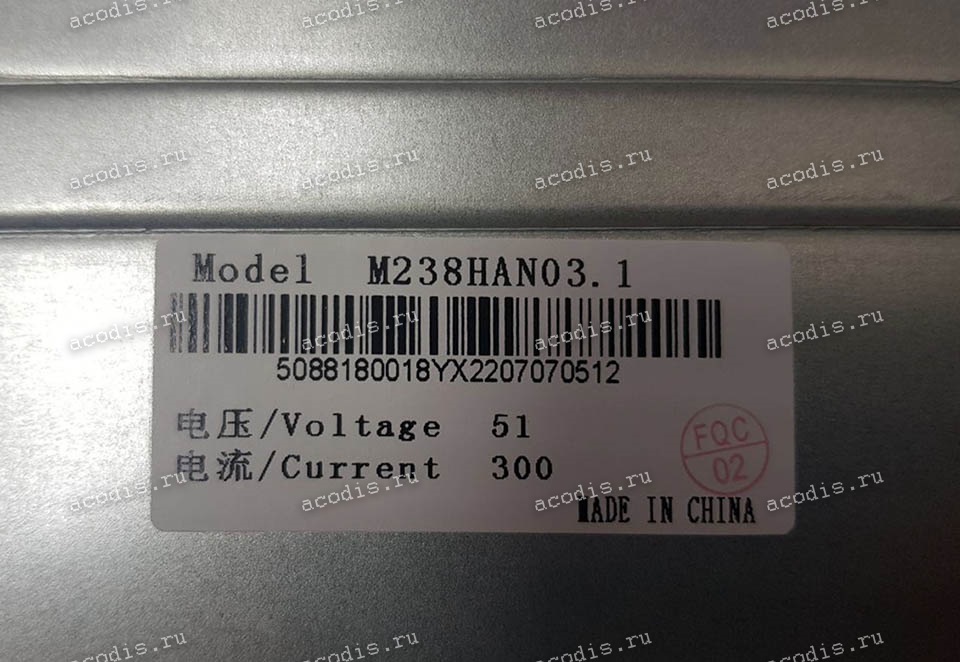 Model M238HAN03.1
5088180018YX2207070512
电压/Voltage 51
电流/Current 300
FQC
02
MADE IN CHINA
acodis.ru